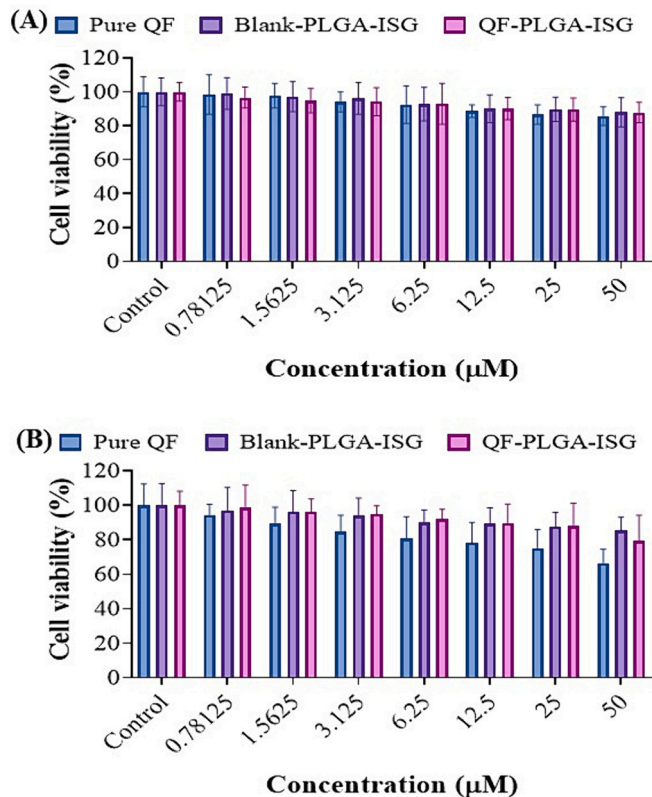 (A) Pure QF Blank-PLGA-ISG QF-PLGA-ISG
Cell viability (%)
120
100
80
60
40
20
0
Control 0.78125 1.5625 3.125 6.25 12.5 25 50
Concentration (μM)
(B) Pure QF Blank-PLGA-ISG QF-PLGA-ISG
Cell viability (%)
120
100
80
60
40
20
0
Control 0.78125 1.5625 3.125 6.25 12.5 25 50
Concentration (μM)